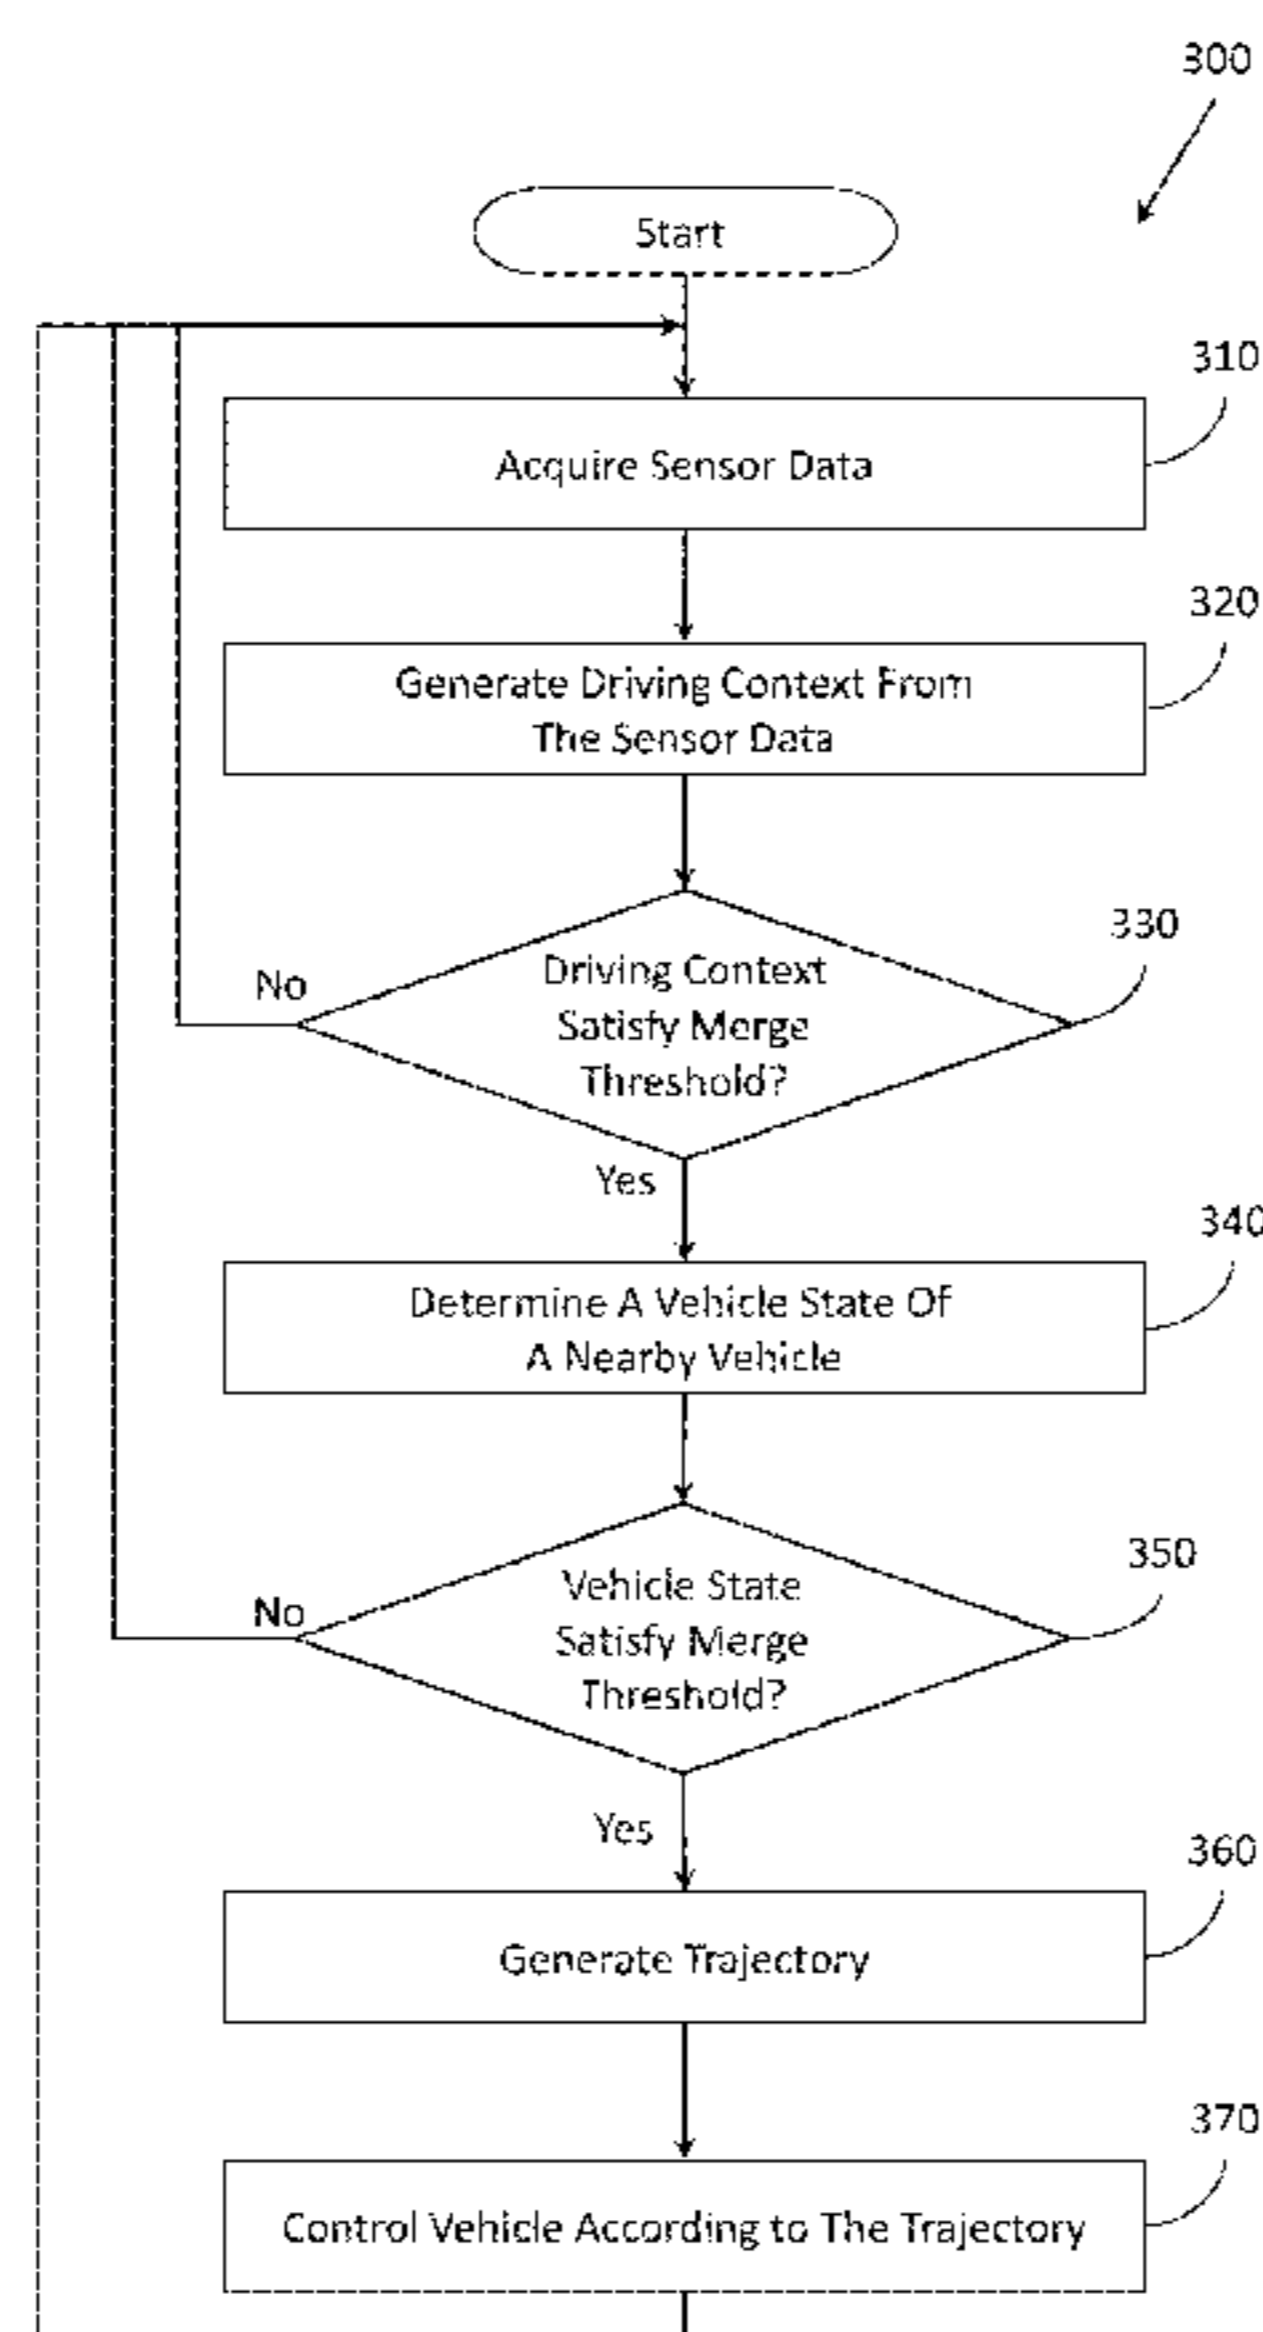 300
Start
310
Acquire Sensor Data
320
Generate Driving Context From
The Sensor Data
330
No
Driving Context
Satisfy Merge
Threshold?
Yes
340
Determine A Vehicle State Of
A Nearby Vehicle
350
No
Vehicle State
Satisfy Merge
Threshold?
Yes
360
Generate Trajectory
370
Control Vehicle According to The Trajectory